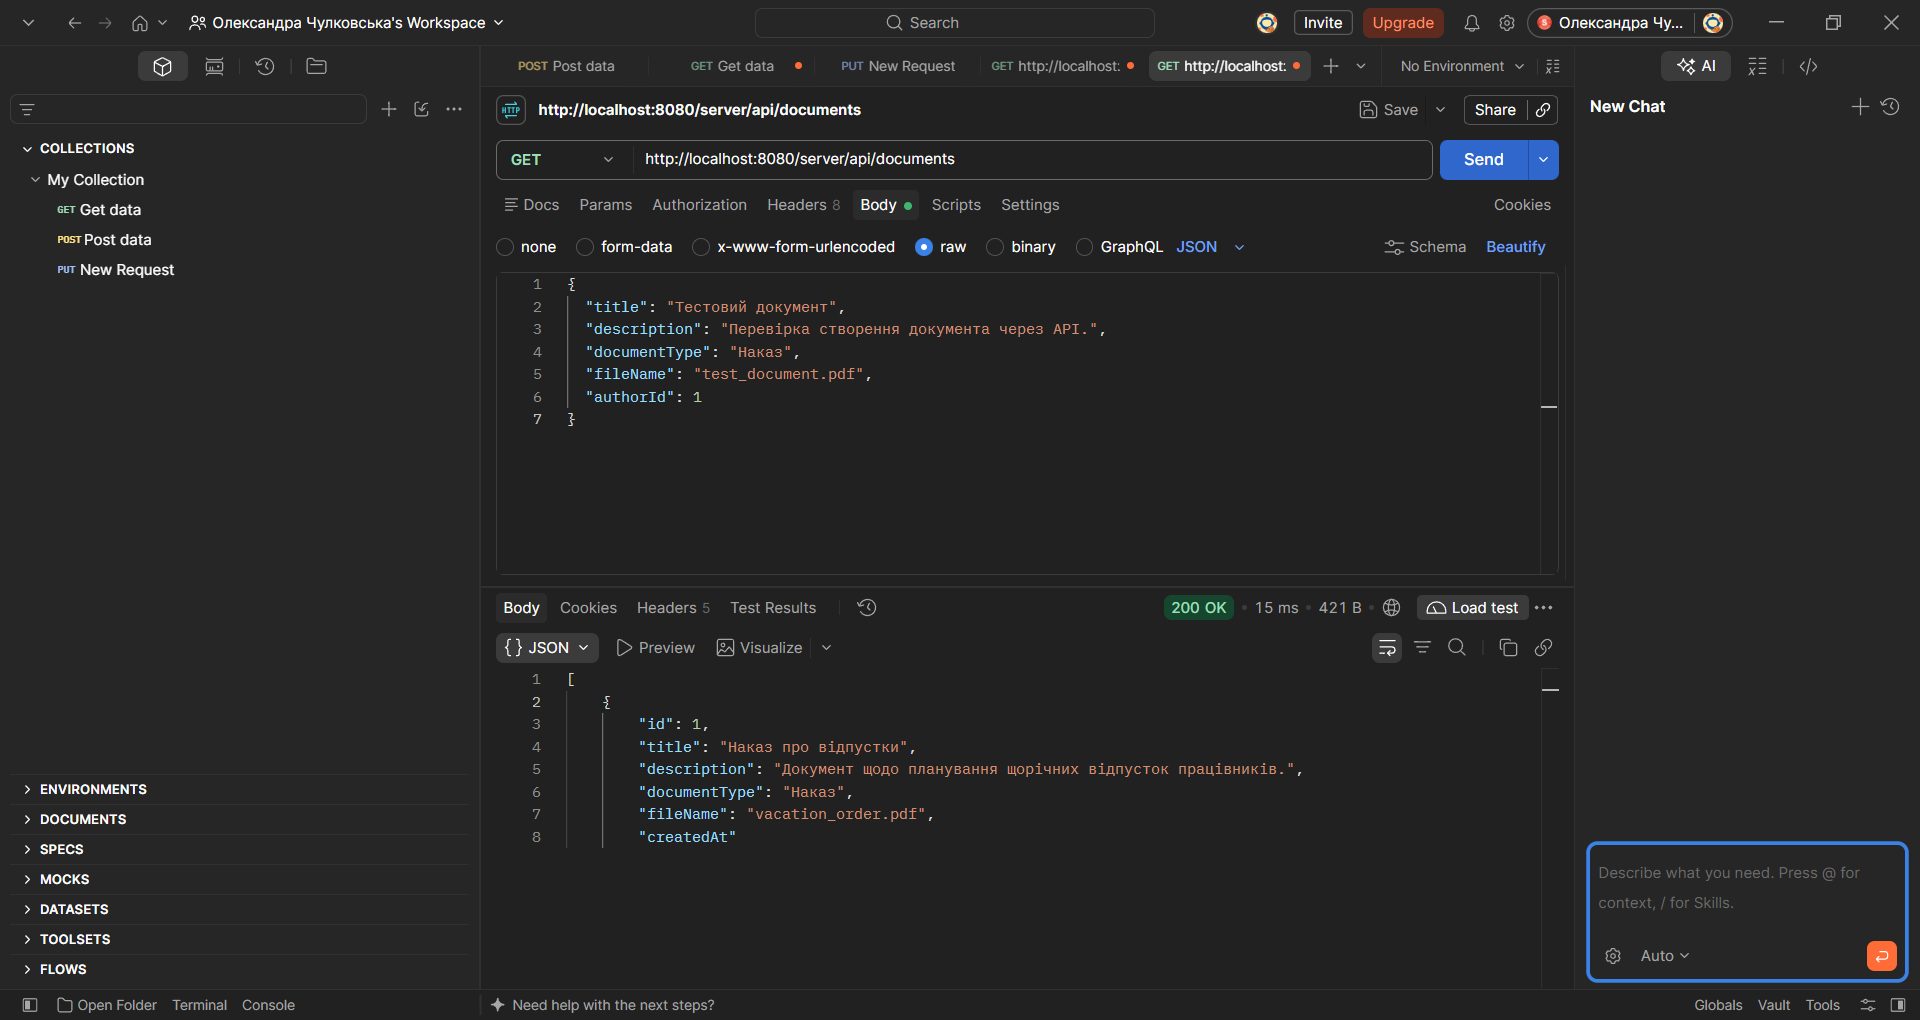 Олександра Чулковська's Workspace
Search
Invite
Upgrade
S
Олександра Чу...
POST Post data
GET Get data
PUT New Request
GET http://localhost:
GET http://localhost:
No Environment
AI
HTTP
http://localhost:8080/server/api/documents
Save
Share
New Chat
COLLECTIONS
My Collection
GET Get data
POST Post data
PUT New Request
GET
http://localhost:8080/server/api/documents
Send
Docs
Params
Authorization
Headers 8
Body
Scripts
Settings
Cookies
none
form-data
x-www-form-urlencoded
raw
binary
GraphQL
JSON
Schema
Beautify
1 {
2 "title": "Тестовий документ",
3 "description": "Перевірка створення документа через API.",
4 "documentType": "Наказ",
5 "fileName": "test_document.pdf",
6 "authorId": 1
7 }
Body
Cookies
Headers 5
Test Results
200 OK
15 ms
421 B
Load test
{} JSON
Preview
Visualize
1 [
2 {
3 "id": 1,
4 "title": "Наказ про відпустки",
5 "description": "Документ щодо планування щорічних відпусток працівників.",
6 "documentType": "Наказ",
7 "fileName": "vacation_order.pdf",
8 "createdAt"
ENVIRONMENTS
DOCUMENTS
SPECS
MOCKS
DATASETS
TOOLSETS
FLOWS
Describe what you need. Press @ for
context, / for Skills.
Auto
Open Folder
Terminal
Console
Need help with the next steps?
Globals
Vault
Tools